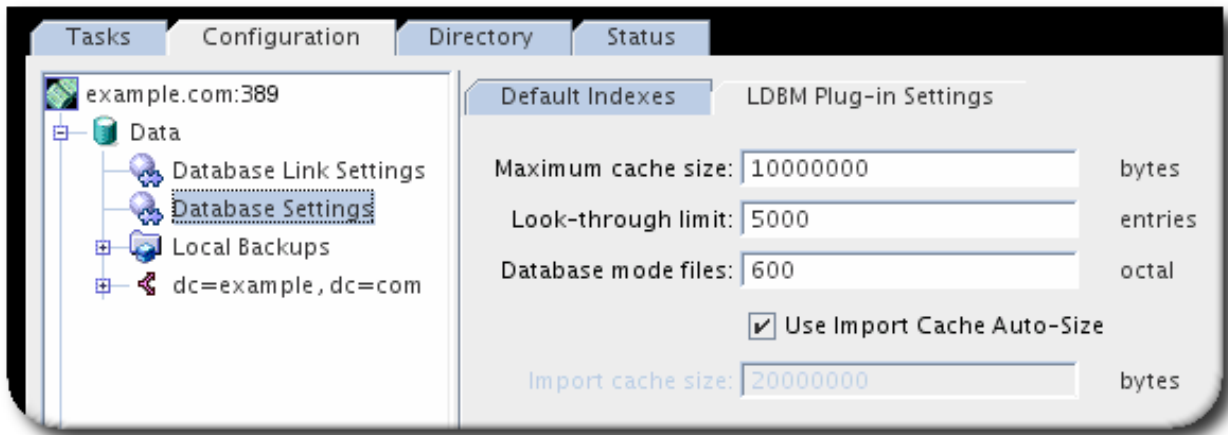 Tasks Configuration Directory Status
example.com:389
Data
Database Link Settings
Database Settings
Local Backups
dc=example, dc=com
Default Indexes LDBM Plug-in Settings
Maximum cache size: 10000000 bytes
Look-through limit: 5000 entries
Database mode files: 600 octal
Use Import Cache Auto-Size
Import cache size: 20000000 bytes